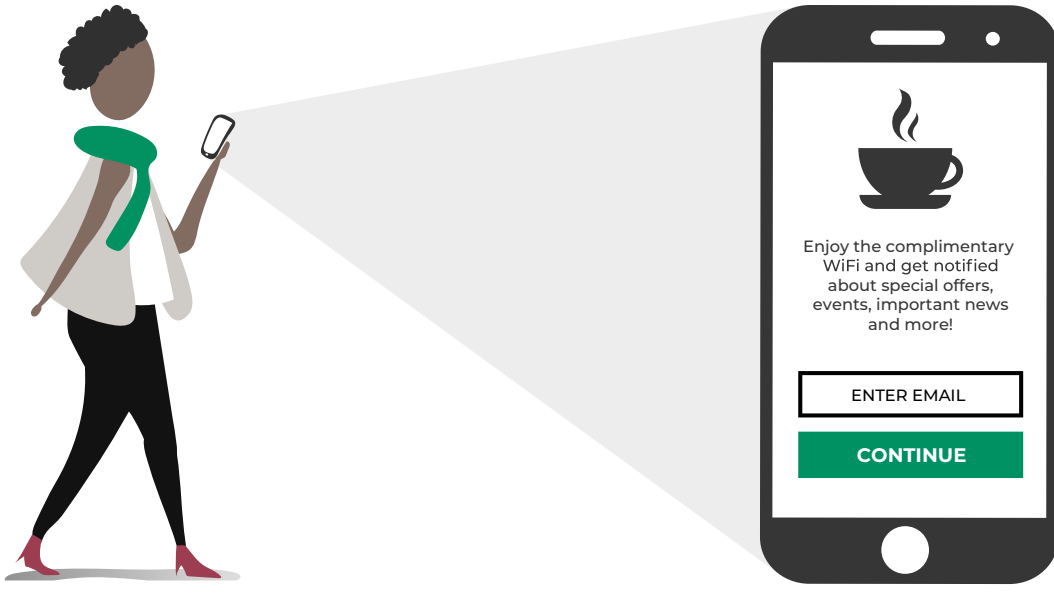 Enjoy the complimentary
WiFi and get notified
about special offers,
events, important news
and more!
ENTER EMAIL
CONTINUE